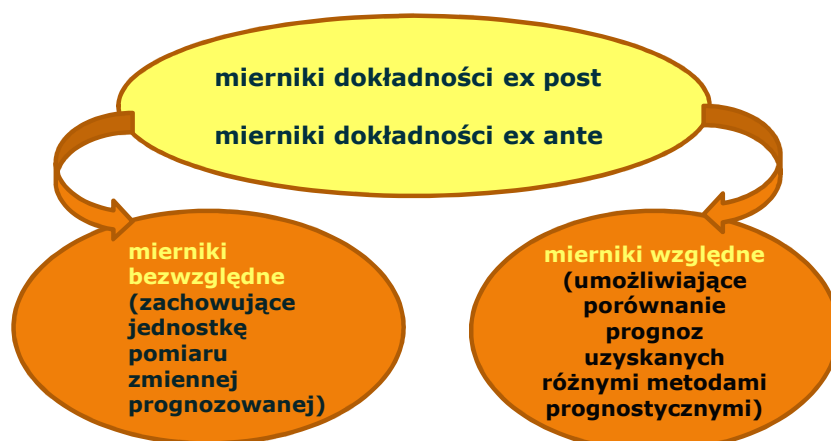 mierniki dokładności ex post
mierniki dokładności ex ante
mierniki
bezwzględne
(zachowujące
jednostkę
pomiaru
zmiennej
prognozowanej)
mierniki względne
(umożliwiające
porównanie
prognoz
uzyskanych
różnymi metodami
prognostycznymi)